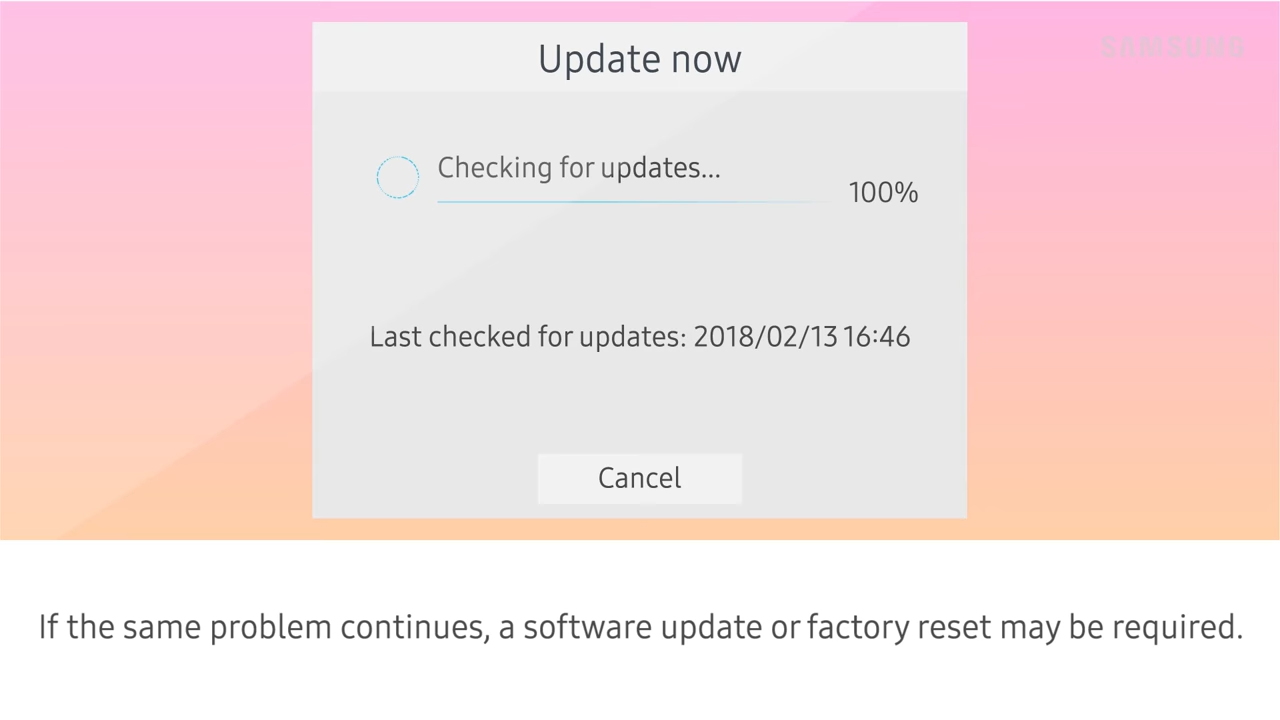 SAMSUNG
Update now
Checking for updates...
100%
Last checked for updates: 2018/02/13 16:46
Cancel
If the same problem continues, a software update or factory reset may be required.